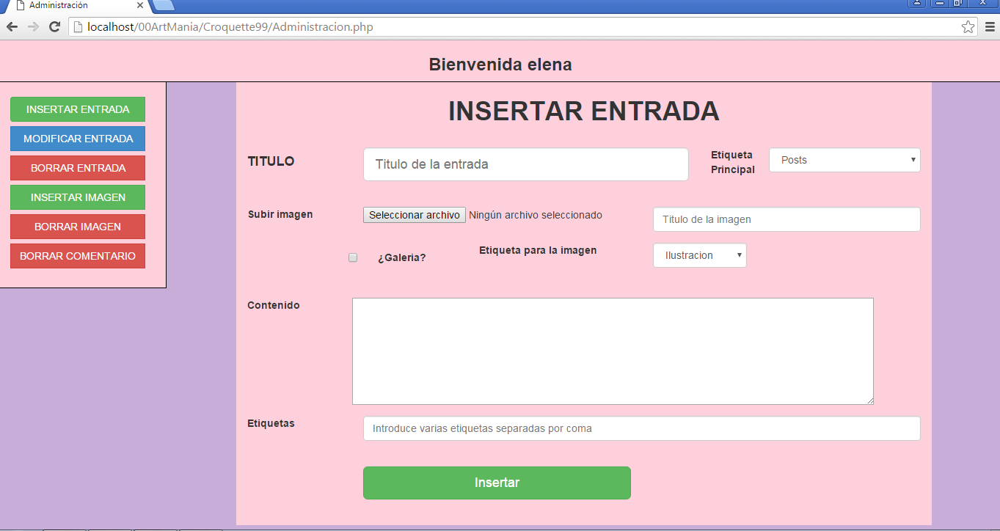 Administración
localhost/00ArtMania/Croquette99/Administracion.php
Bienvenida elena
INSERTAR ENTRADA
MODIFICAR ENTRADA
BORRAR ENTRADA
INSERTAR IMAGEN
BORRAR IMAGEN
BORRAR COMENTARIO
INSERTAR ENTRADA
TITULO
Titulo de la entrada
Etiqueta
Principal
Posts
Subir imagen
Seleccionar archivo Ningún archivo seleccionado
Titulo de la imagen
¿Galeria?
Etiqueta para la imagen
Ilustracion
Contenido
Etiquetas
Introduce varias etiquetas separadas por coma
Insertar